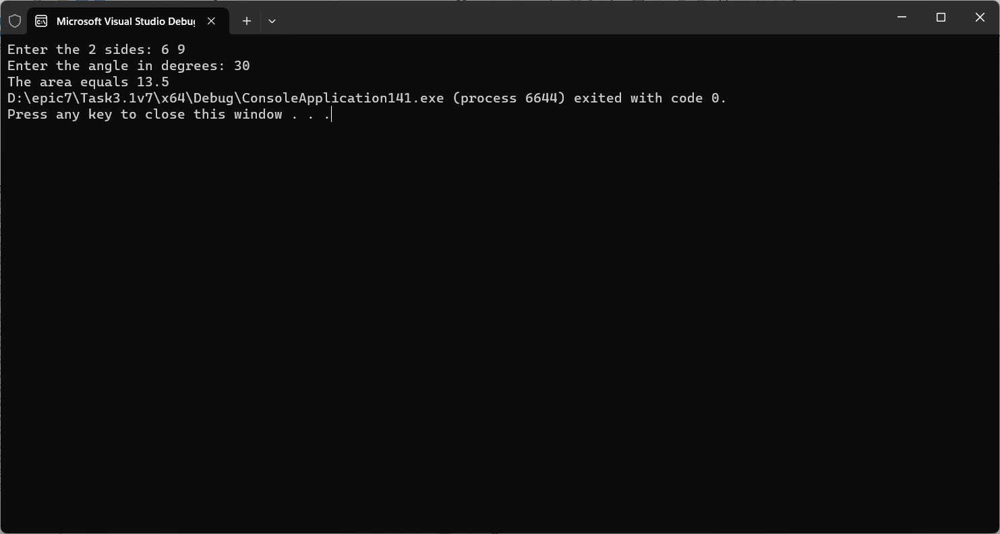 Microsoft Visual Studio Debug
Enter the 2 sides: 6 9
Enter the angle in degrees: 30
The area equals 13.5
D:\epic7\Task3.1v7\x64\Debug\ConsoleApplication141.exe (process 6644) exited with code 0.
Press any key to close this window . . .